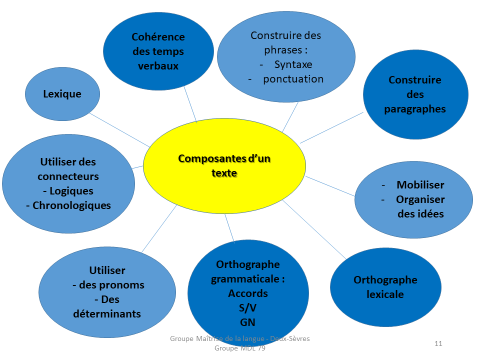 Cohérence
des temps
verbaux
Construire des
phrases :
- Syntaxe
- ponctuation
Construire
des
paragraphes
Lexique
Composantes d'un
texte
Utiliser des
connecteurs
- Logiques
- Chronologiques
- Mobiliser
- Organiser
des idées
Utiliser
- des pronoms
- Des
déterminants
Orthographe
grammaticale :
Accords
S/V
GN
Orthographe
lexicale
Groupe Maîtrise de la langue - Deux-Sèvres
Groupe MDL 79
11